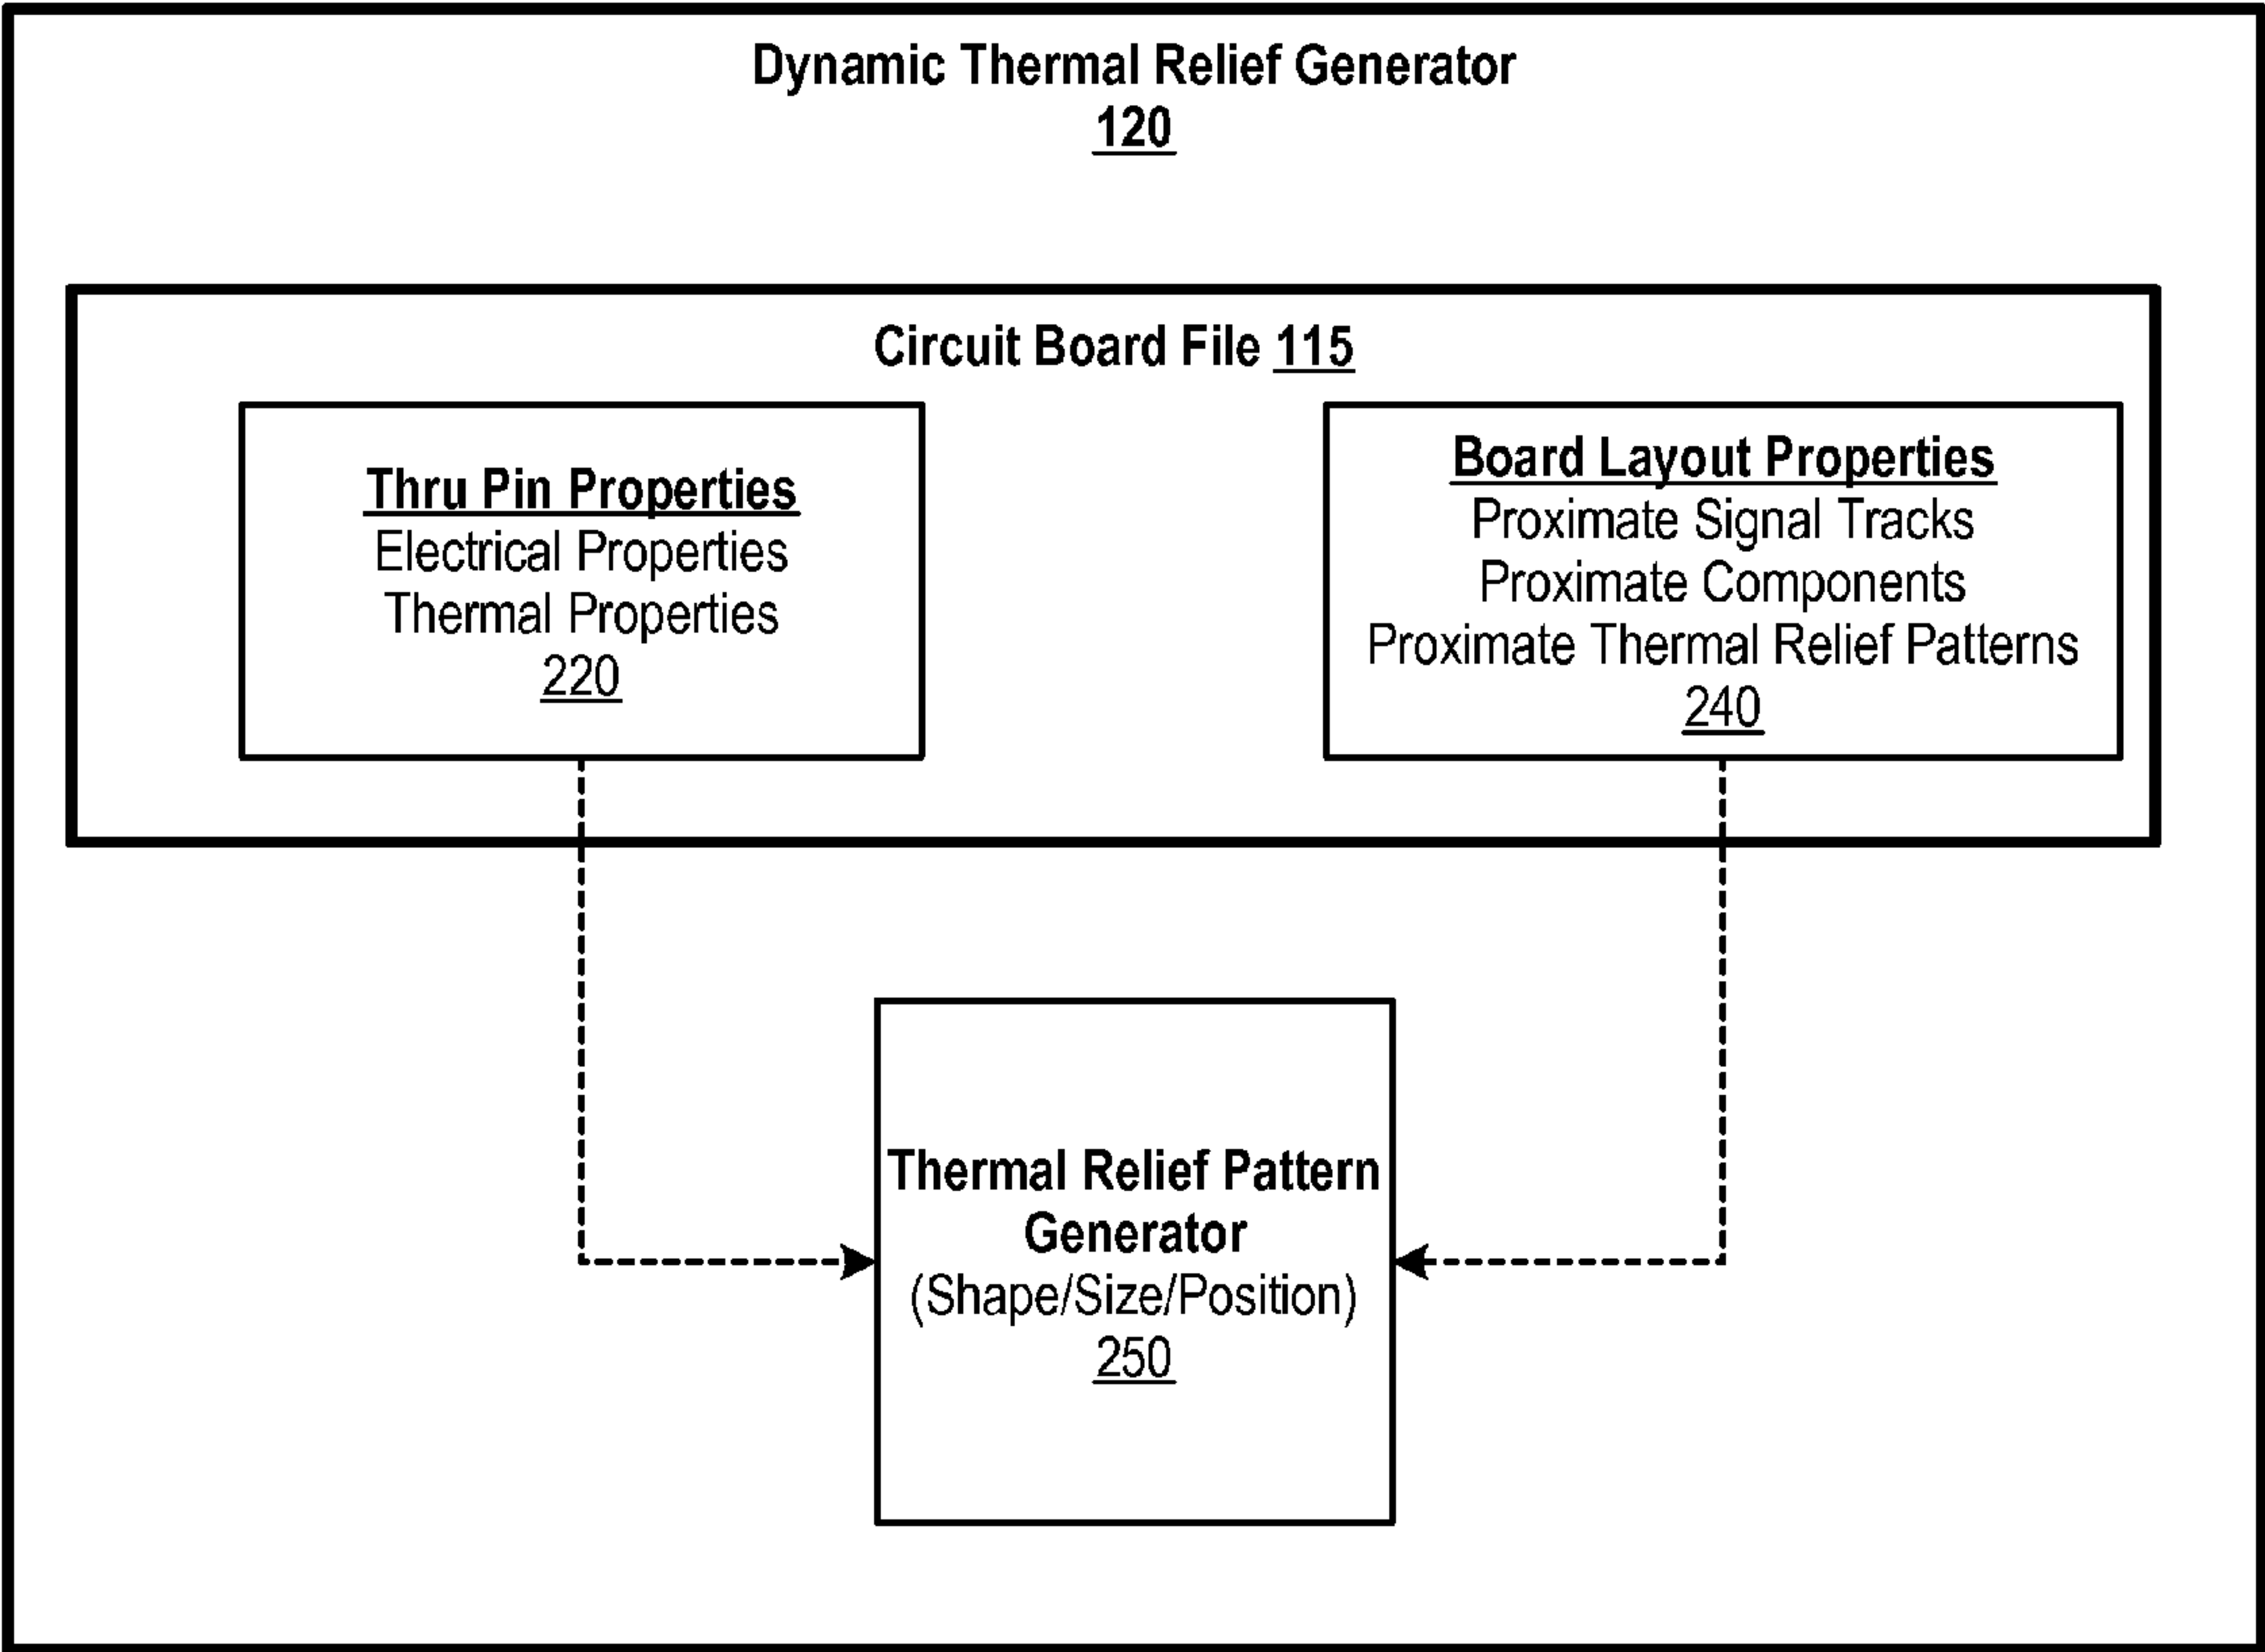 Dynamic Thermal Relief Generator
120
Circuit Board File 115
Thru Pin Properties
Electrical Properties
Thermal Properties
220
Board Layout Properties
Proximate Signal Tracks
Proximate Components
Proximate Thermal Relief Patterns
240
Thermal Relief Pattern
Generator
(Shape/Size/Position)
250